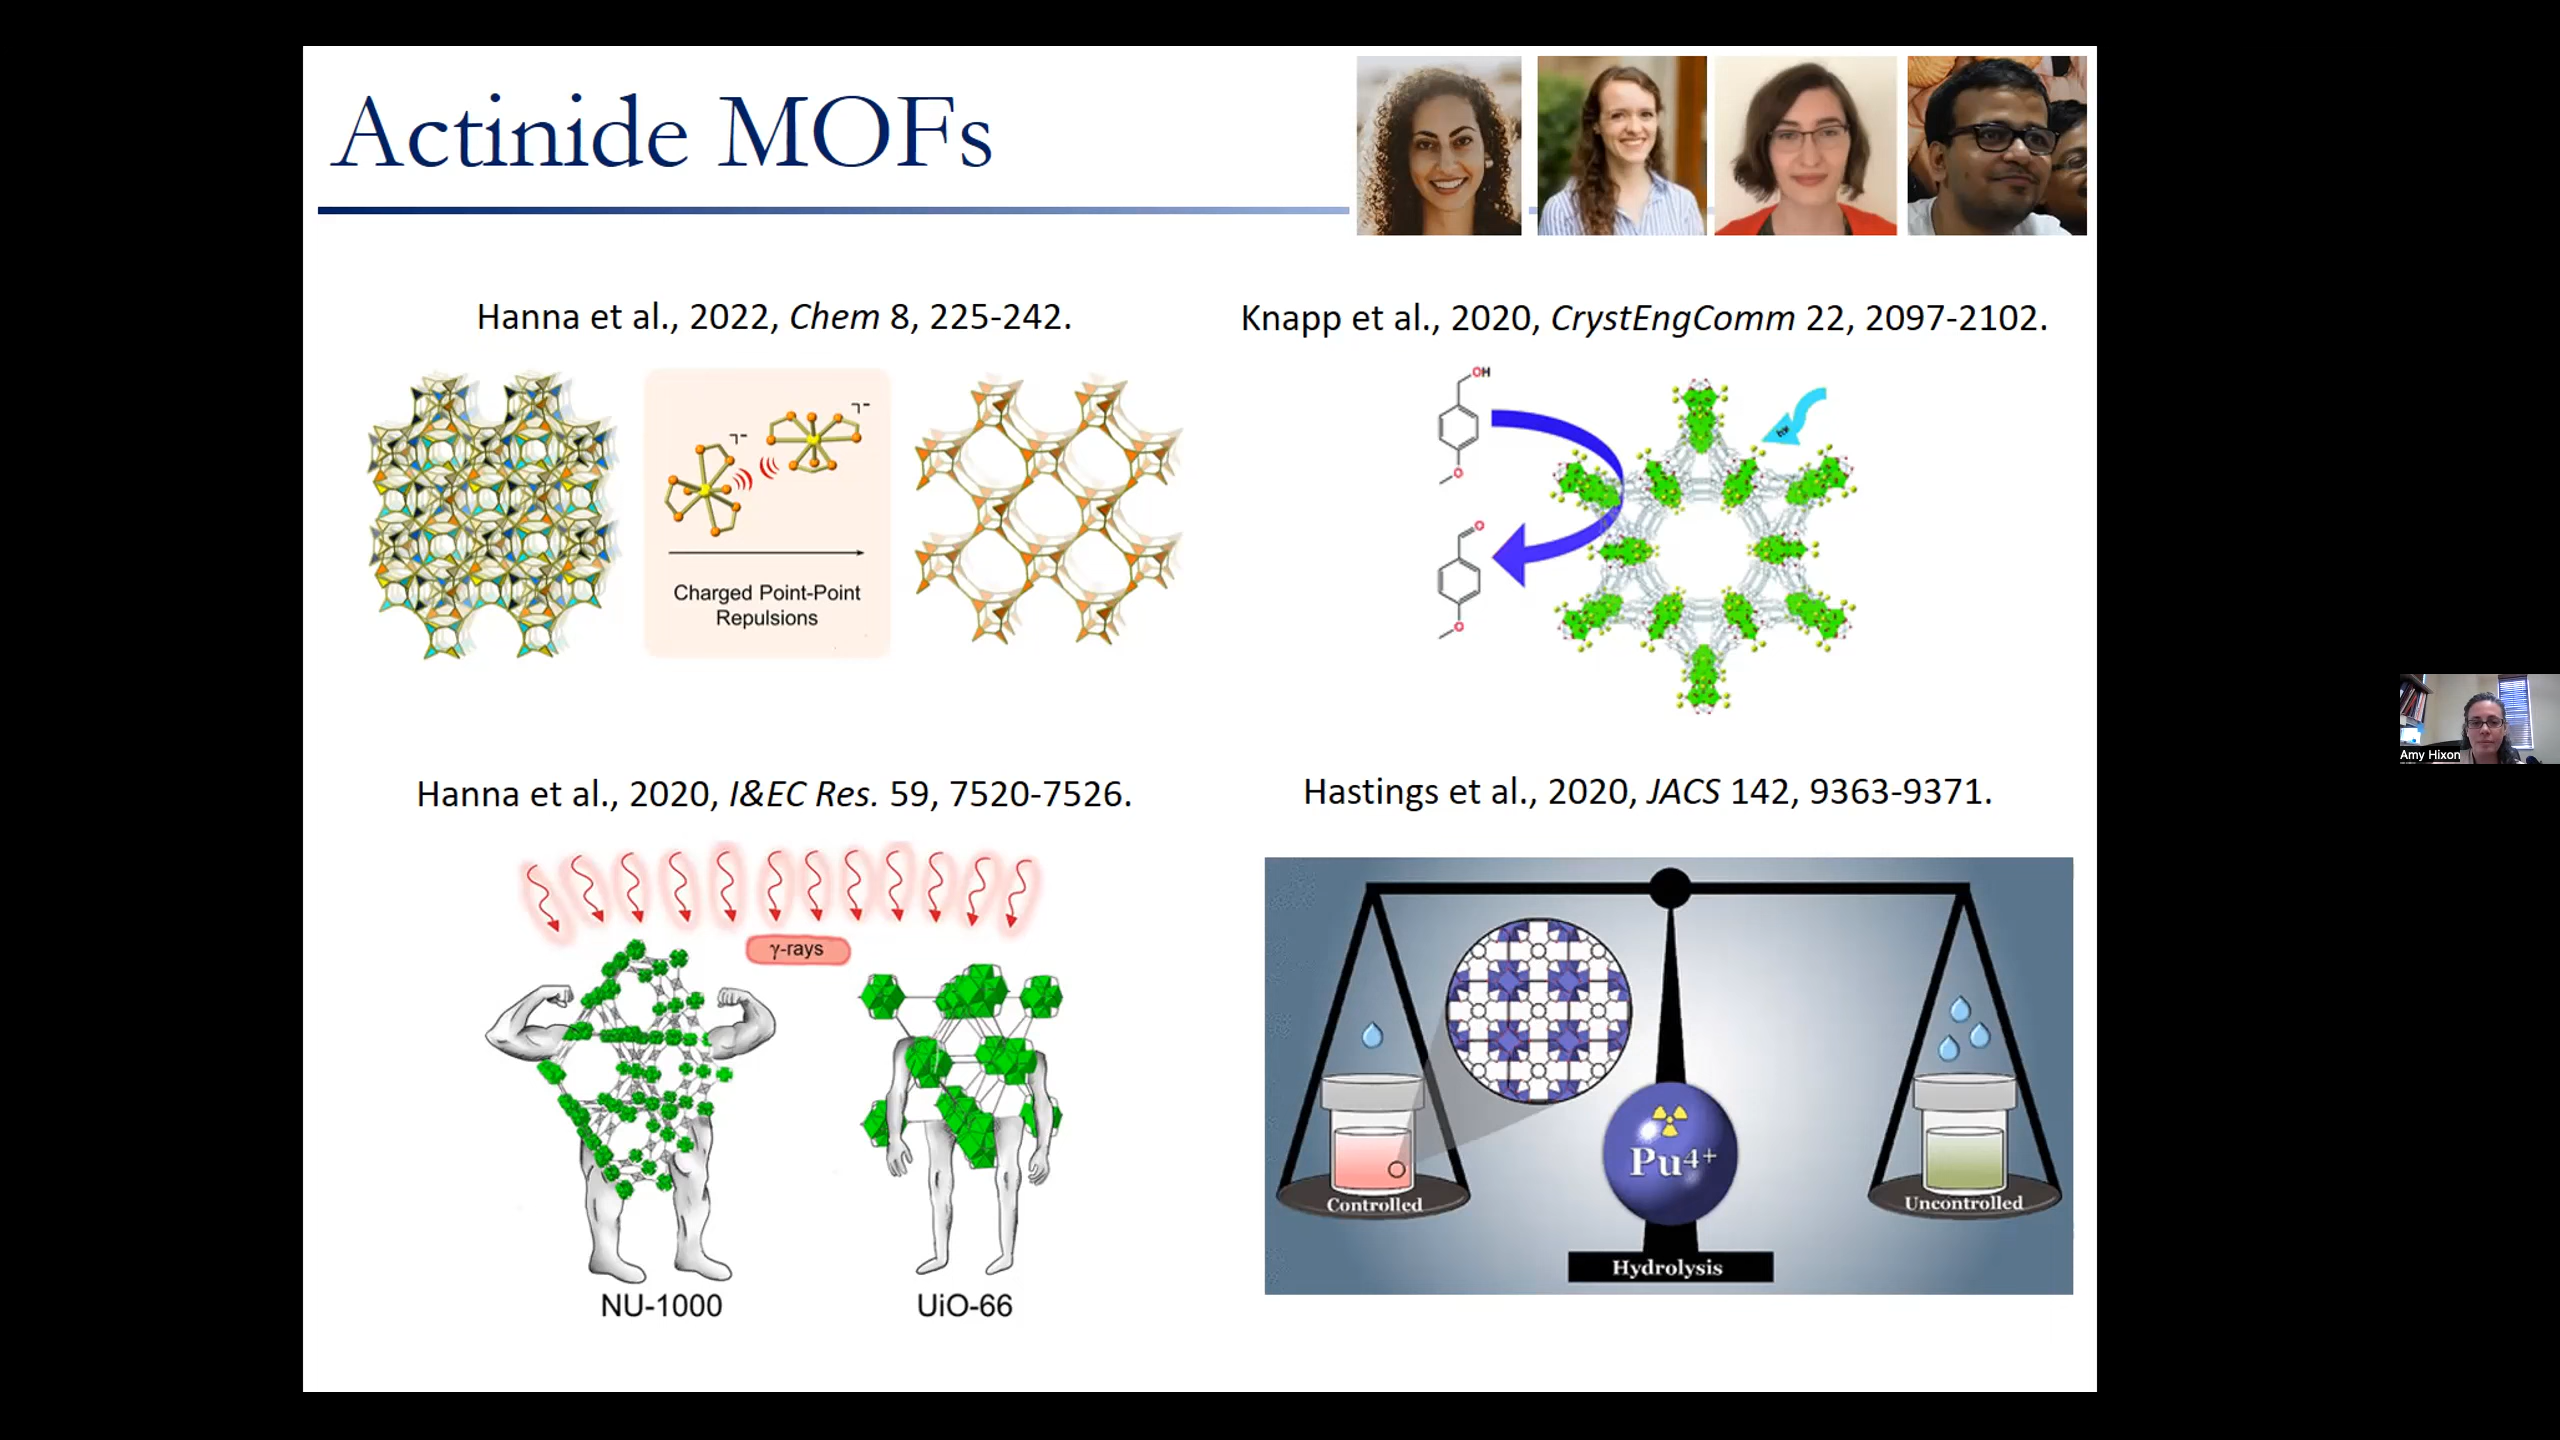 Actinide MOFs
Hanna et al., 2022, Chem 8, 225-242.
Knapp et al., 2020, CrystEngComm 22, 2097-2102.
OH
hν
O
O
O
Charged Point-Point
Repulsions
Amy Hixon
Hanna et al., 2020, I&EC Res. 59, 7520-7526.
Hastings et al., 2020, JACS 142, 9363-9371.
γ-rays
Pu4+
Controlled
Uncontrolled
Hydrolysis
NU-1000
UiO-66